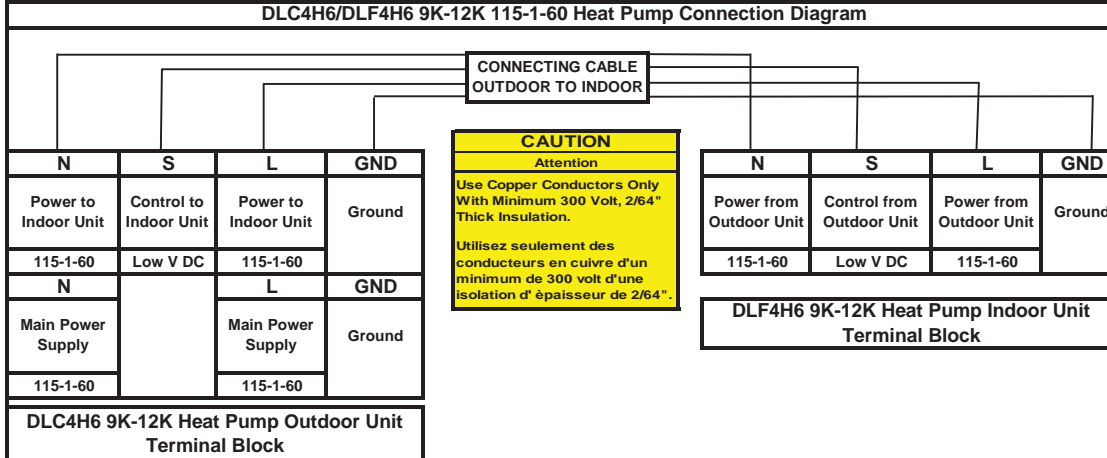 DLC4H6/DLF4H6 9K-12K 115-1-60 Heat Pump Connection Diagram
CONNECTING CABLE
OUTDOOR TO INDOOR
N S L GND
Power to
Indoor Unit
Control to
Indoor Unit
Power to
Indoor Unit
Ground
115-1-60 Low V DC 115-1-60
N L GND
Main Power
Supply
Main Power
Supply
Ground
115-1-60 115-1-60
DLC4H6 9K-12K Heat Pump Outdoor Unit
Terminal Block
CAUTION
Attention
Use Copper Conductors Only
With Minimum 300 Volt, 2/64"
Thick Insulation.
Utilisez seulement des
conducteurs en cuivre d'un
minimum de 300 volt d'une
isolation d' èpaisseur de 2/64".
N S L GND
Power from
Outdoor Unit
Control from
Outdoor Unit
Power from
Outdoor Unit
Ground
115-1-60 Low V DC 115-1-60
DLF4H6 9K-12K Heat Pump Indoor Unit
Terminal Block